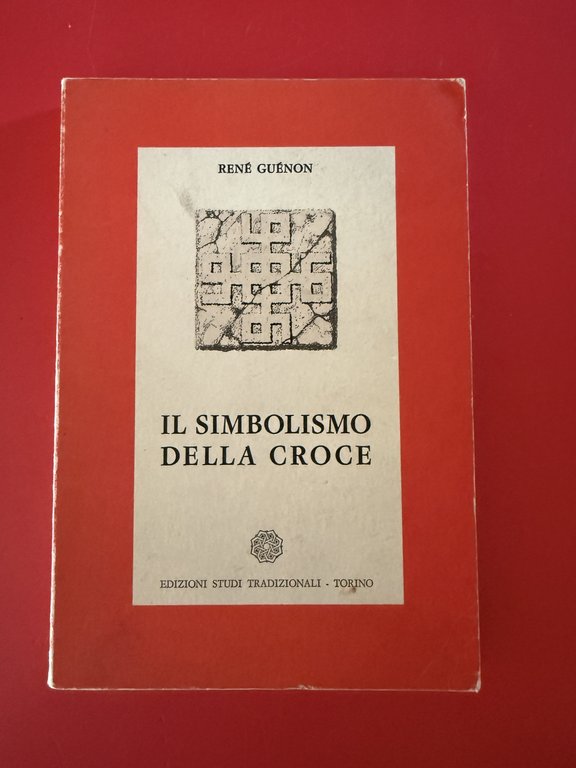 RENÉ GUÉNON
IL SIMBOLISMO
DELLA CROCE
EDIZIONI STUDI TRADIZIONALI - TORINO